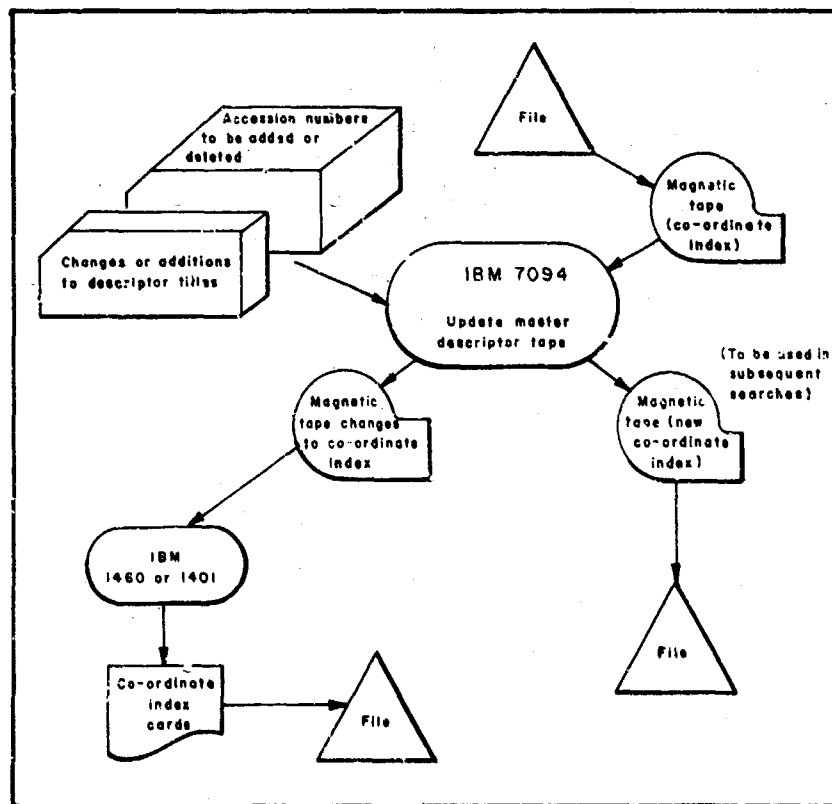 Accession numbers
to be added or
deleted
Changes or additions
to descriptor titles
File
Magnetic
tape
(co-ordinate
index)
IBM 7094
Update master
descriptor tape
(To be used in
subsequent
searches)
Magnetic
tape changes
to co-ordinate
index
Magnetic
tape (new
co-ordinate
index)
IBM
1460 or 1401
Co-ordinate
index
cards
File
File